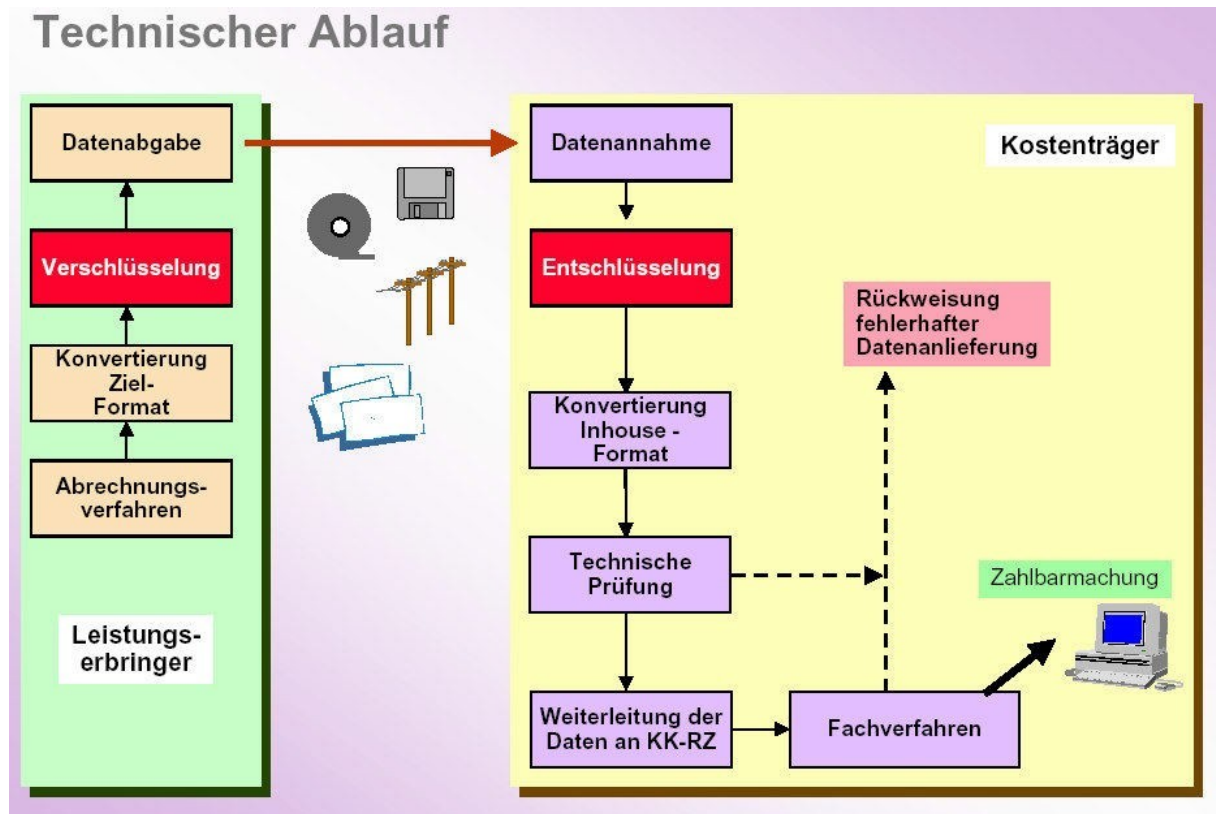 Technischer Ablauf
Datenabgabe
Verschlüsselung
Konvertierung
Ziel-
Format
Abrechnungs-
verfahren
Leistungs-
erbringer
Datenannahme
Entschlüsselung
Konvertierung
Inhouse -
Format
Technische
Prüfung
Weiterleitung der
Daten an KK-RZ
Kostenträger
Rückweisung
fehlerhafter
Datenanlieferung
Zahlbarmachung
Fachverfahren